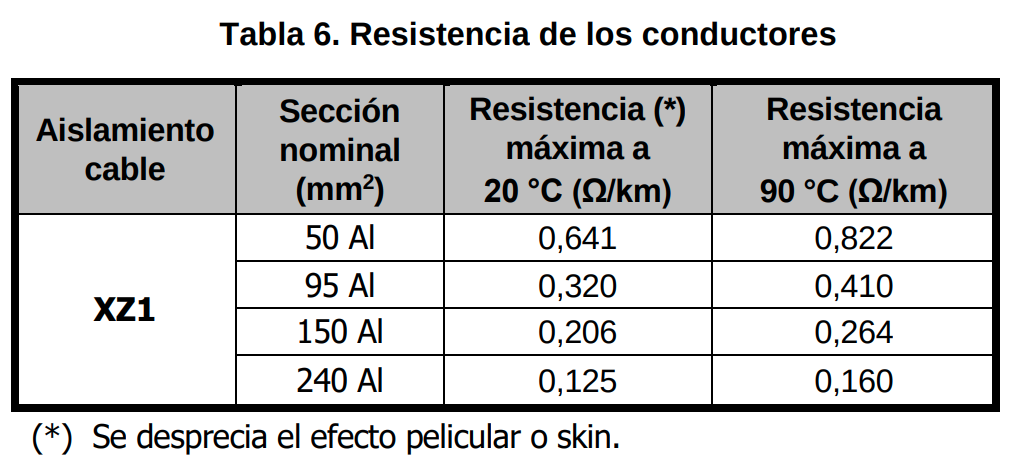 Tabla 6. Resistencia de los conductores
Aislamiento cable
Sección nominal (mm²)
Resistencia (*) máxima a 20 °C (Ω/km)
Resistencia máxima a 90 °C (Ω/km)
XZ1
50 Al 0,641 0,822
95 Al 0,320 0,410
150 Al 0,206 0,264
240 Al 0,125 0,160
(*) Se desprecia el efecto pelicular o skin.